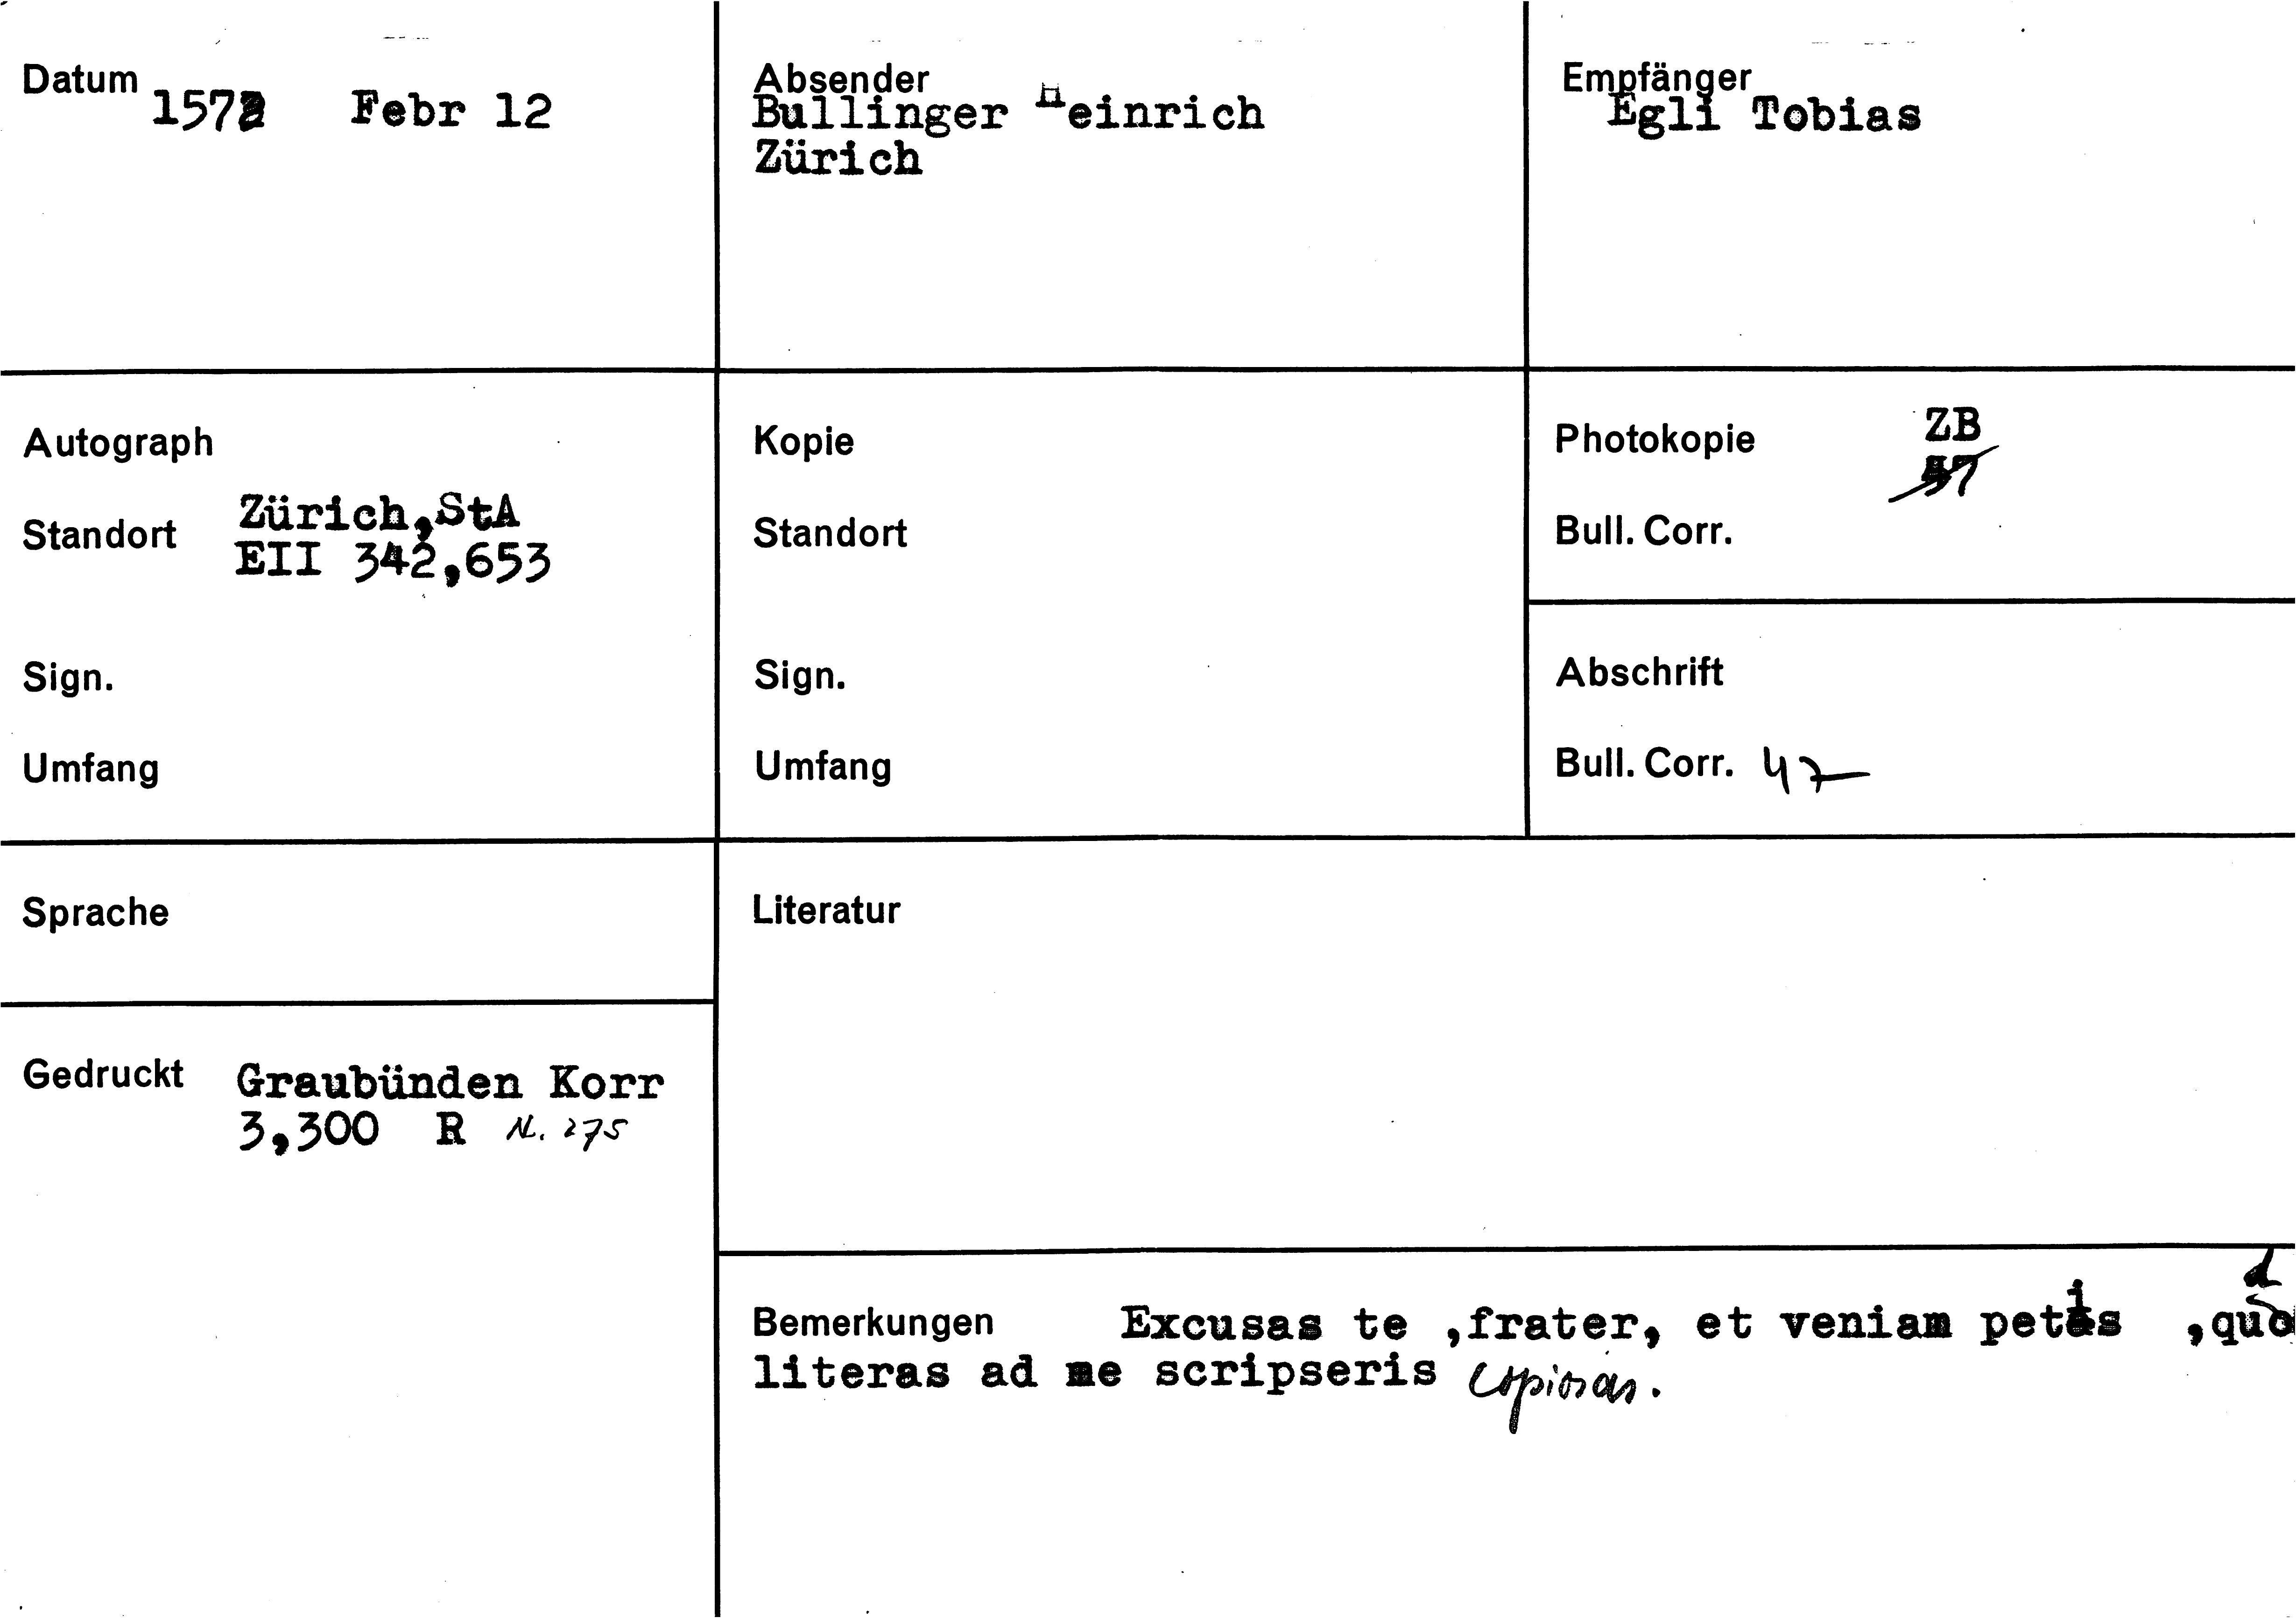 Datum 1572 Febr 12
Absender
Bullinger Heinrich
Zürich
Empfänger
Egli Tobias
Autograph
Standort Zürich,StA
EII 342,653
Sign.
Umfang
Kopie
Standort
Sign.
Umfang
Photokopie ZB
Bull. Corr.
Abschrift
Bull. Corr. 47
Sprache
Literatur
Gedruckt Graubünden Korr
3,300 R N. 275
Bemerkungen Excusas te ,frater, et veniam petis ,quod
literas ad me scripseris copiosas.